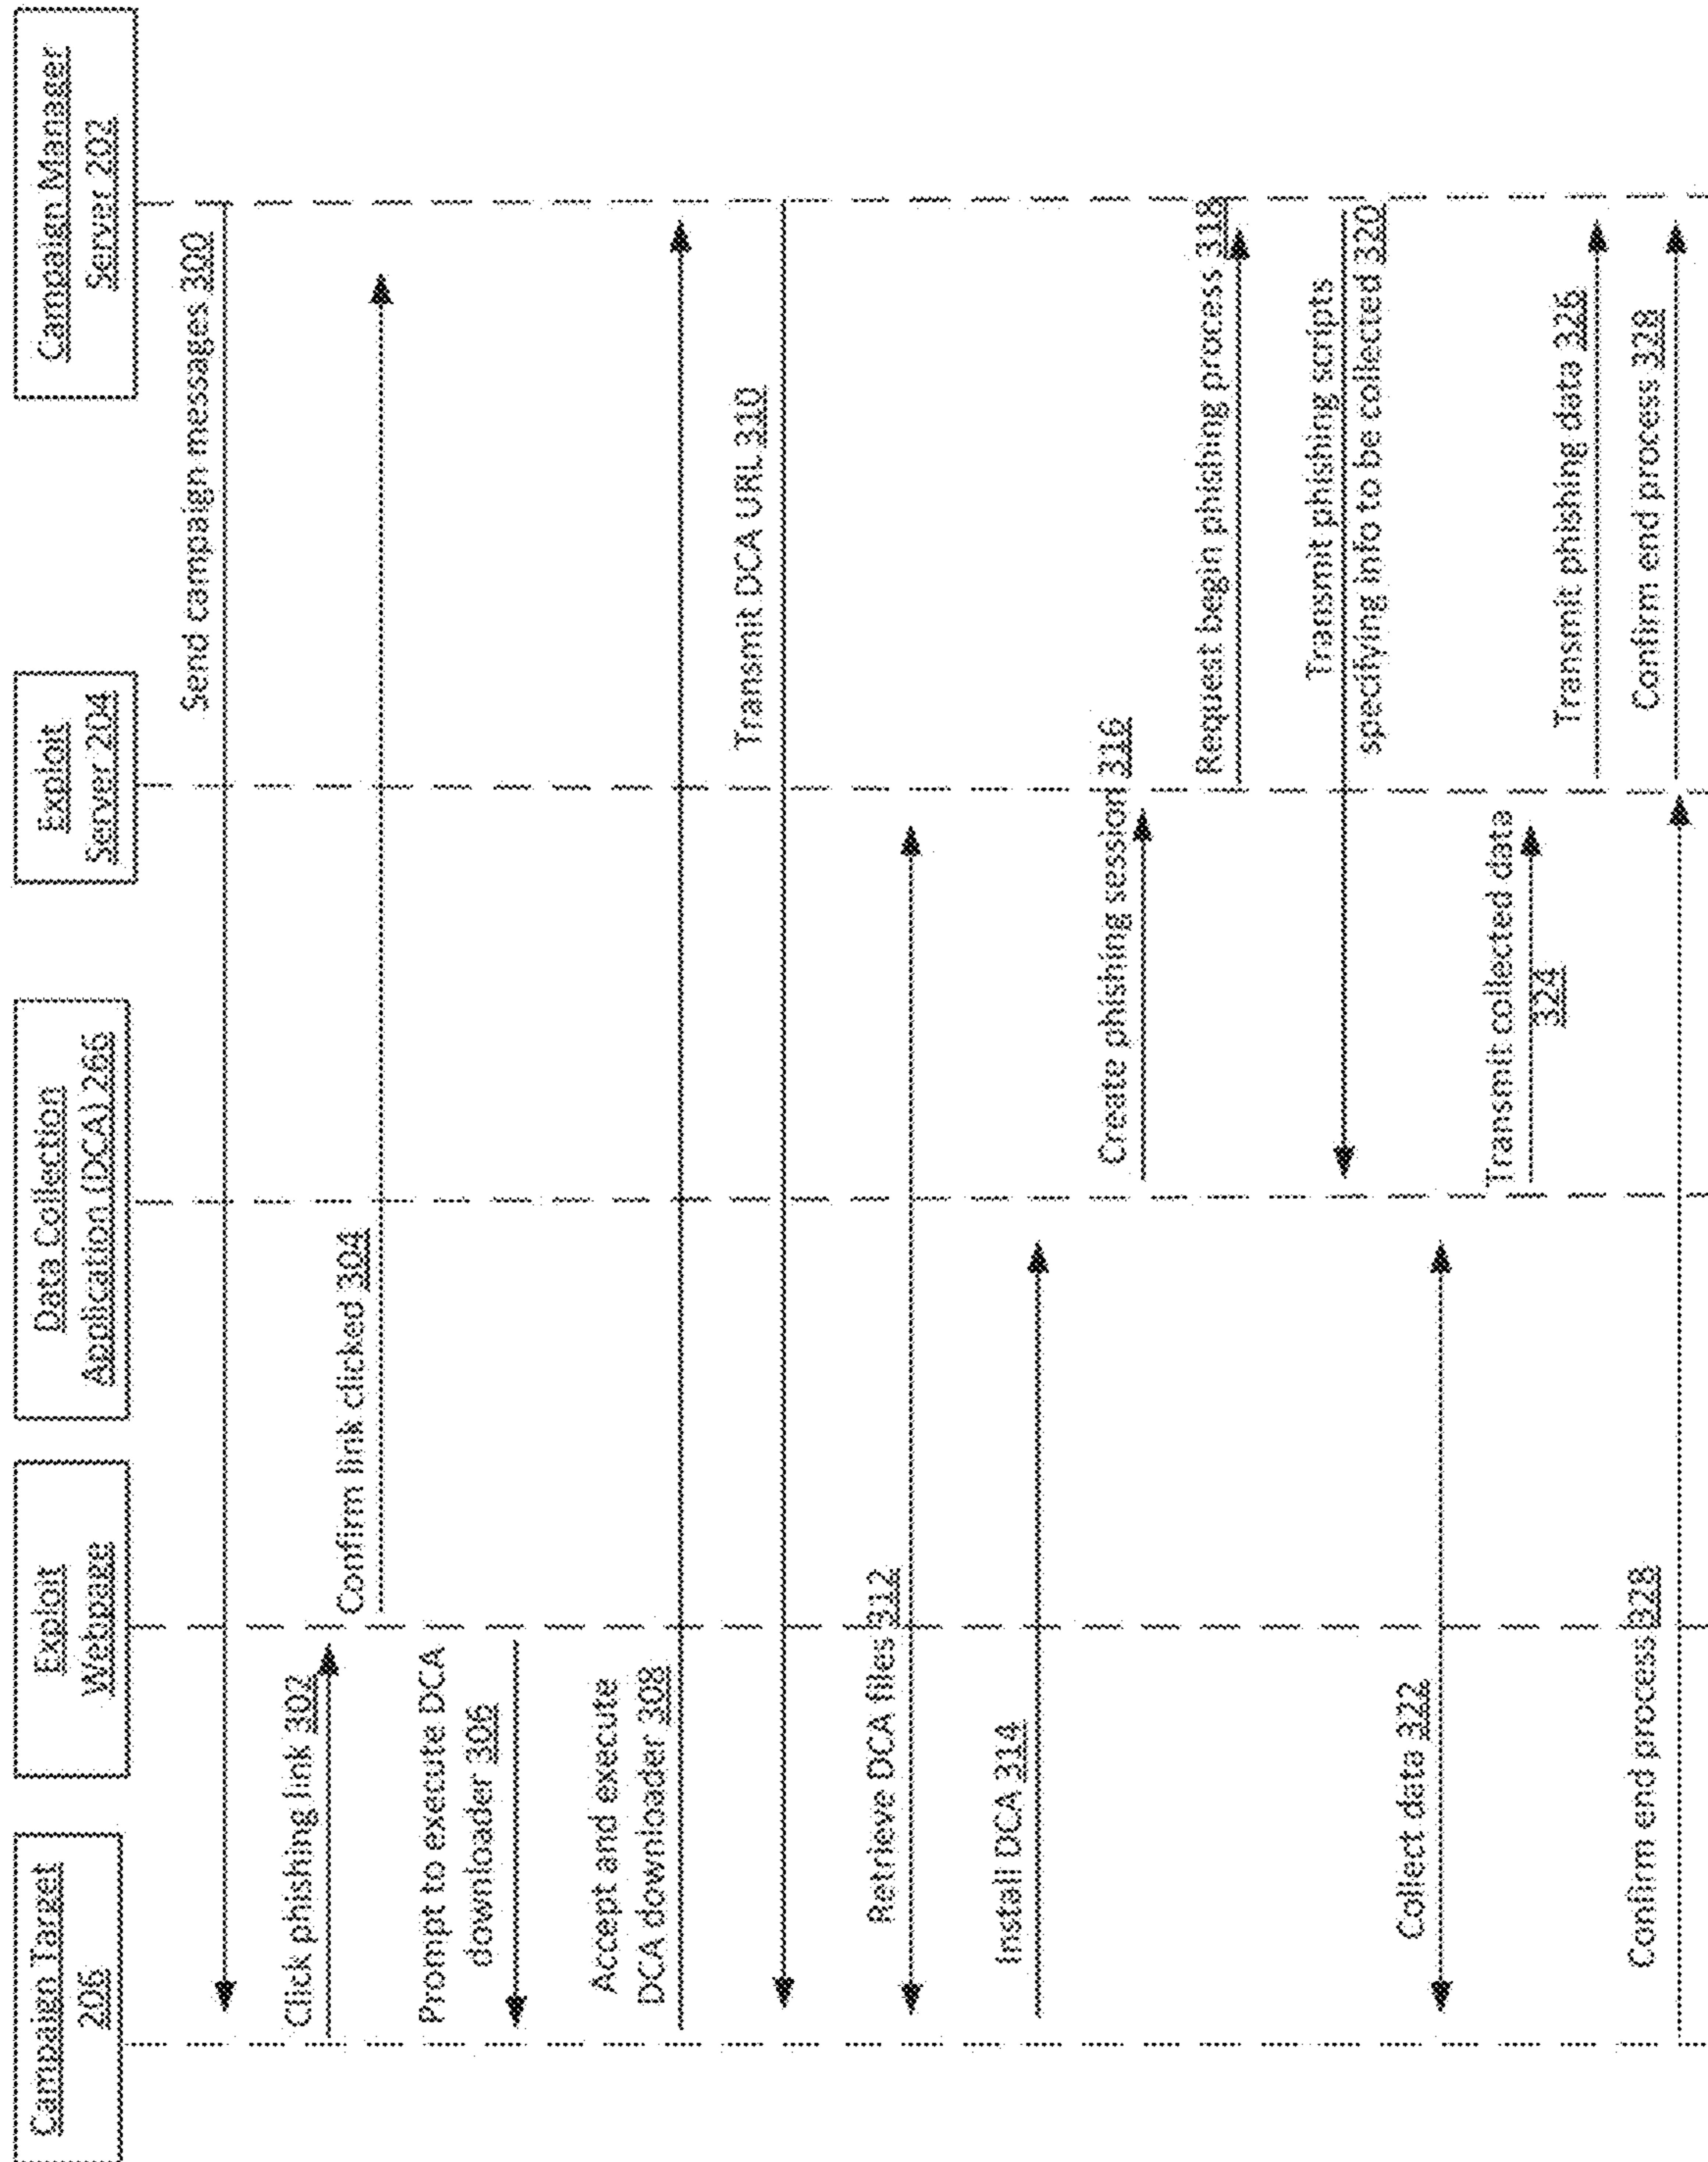 Campaign Target
206
Exploit
Webpage
Data Collection
Application (DCA) 266
Exploit
Server 204
Campaign Manager
Server 202
Send campaign messages 300
Click phishing link 302
Confirm link clicked 304
Prompt to execute DCA
downloader 306
Accept and execute
DCA downloader 308
Transmit DCA URL 310
Retrieve DCA files 312
Install DCA 314
Create phishing session 316
Request begin phishing process 318
Transmit phishing scripts
specifying info to be collected 320
Collect data 322
Transmit collected data
324
Transmit phishing data 326
Confirm end process 328
Confirm end process 328